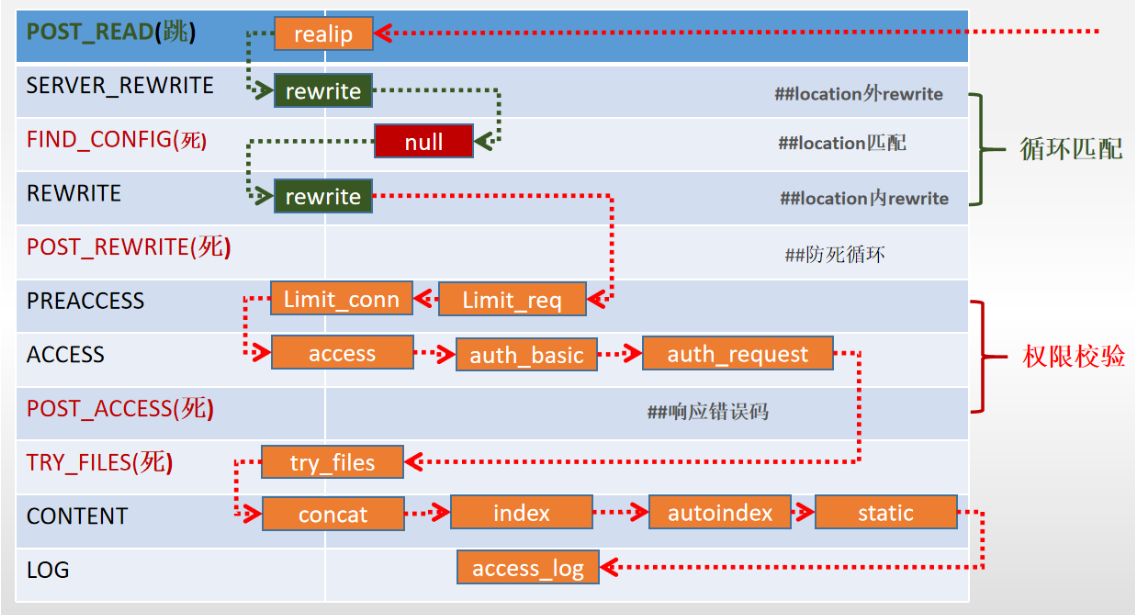 POST_READ(跳) realip
SERVER_REWRITE rewrite ##location外rewrite
FIND_CONFIG(死) null ##location匹配
循环匹配
REWRITE rewrite ##location内rewrite
POST_REWRITE(死) ##防死循环
PREACCESS Limit_conn Limit_req
ACCESS access auth_basic auth_request
权限校验
POST_ACCESS(死) ##响应错误码
TRY_FILES(死) try_files
CONTENT concat index autoindex static
LOG access_log